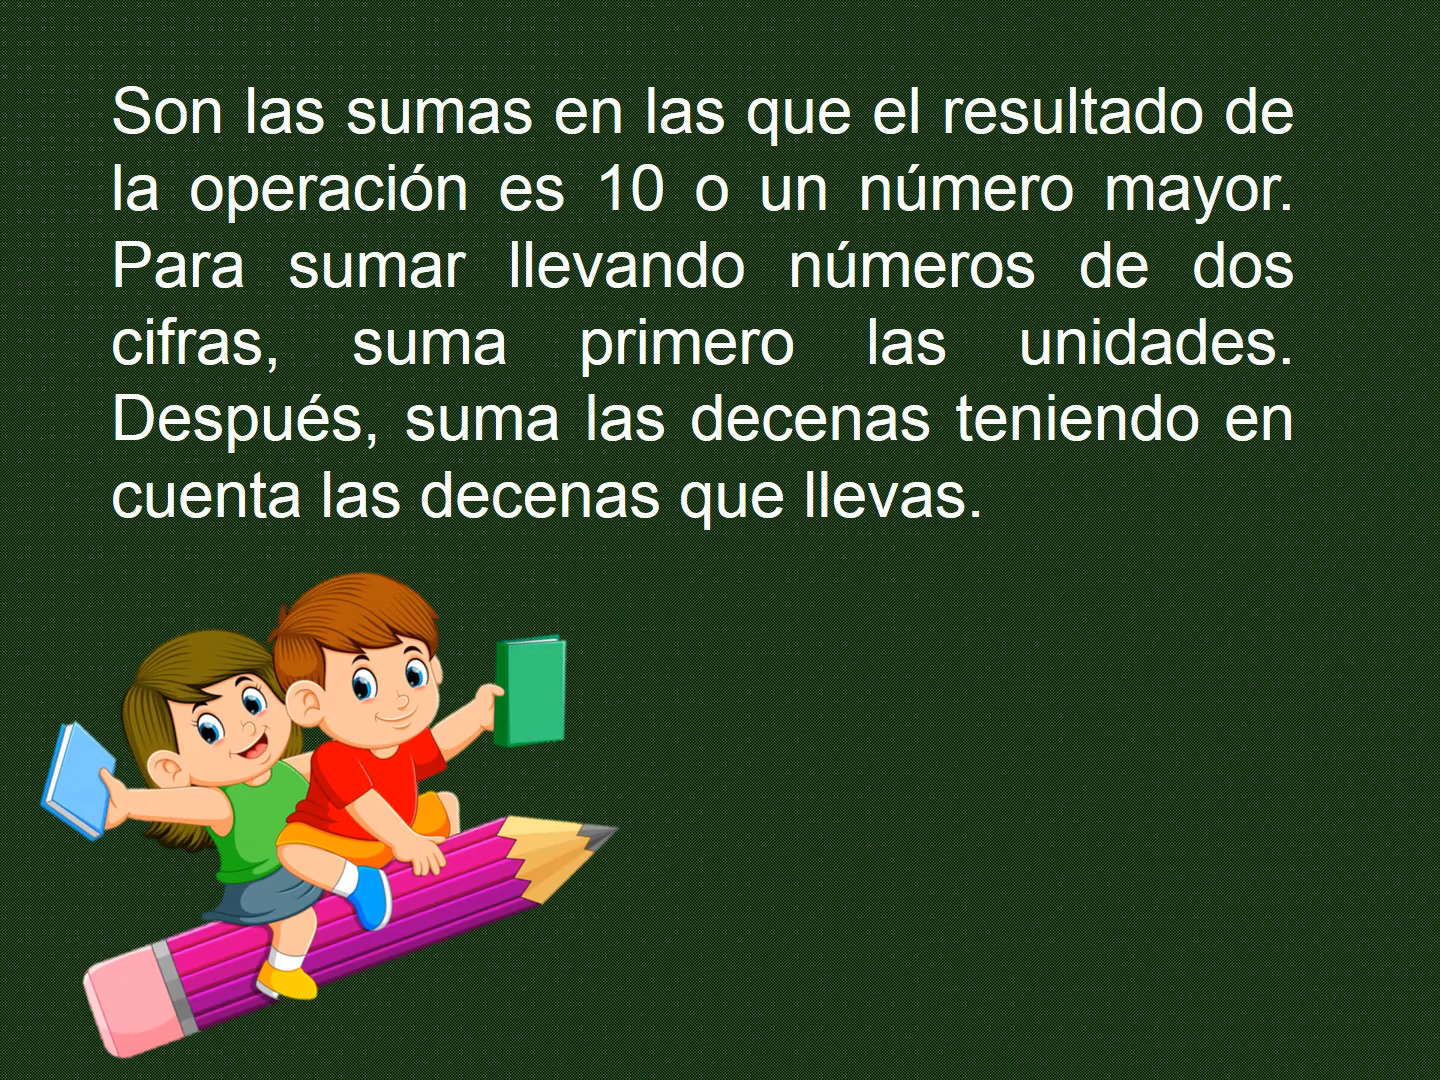 Son las sumas en las que el resultado de
la operación es 10 o un número mayor.
Para sumar llevando números de dos
cifras, suma primero las unidades.
Después, suma las decenas teniendo en
cuenta las decenas que llevas.